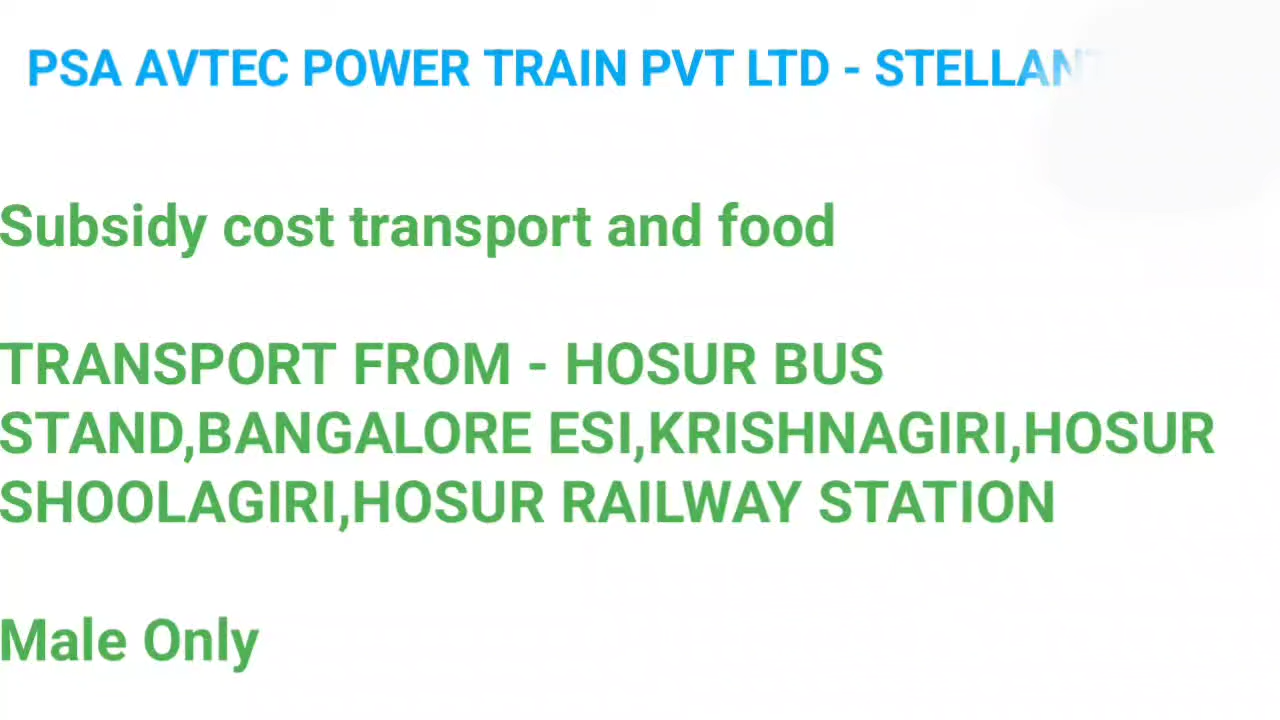 PSA AVTEC POWER TRAIN PVT LTD - STELLAN
Subsidy cost transport and food
TRANSPORT FROM - HOSUR BUS
STAND,BANGALORE ESI,KRISHNAGIRI,HOSUR
SHOOLAGIRI,HOSUR RAILWAY STATION
Male Only